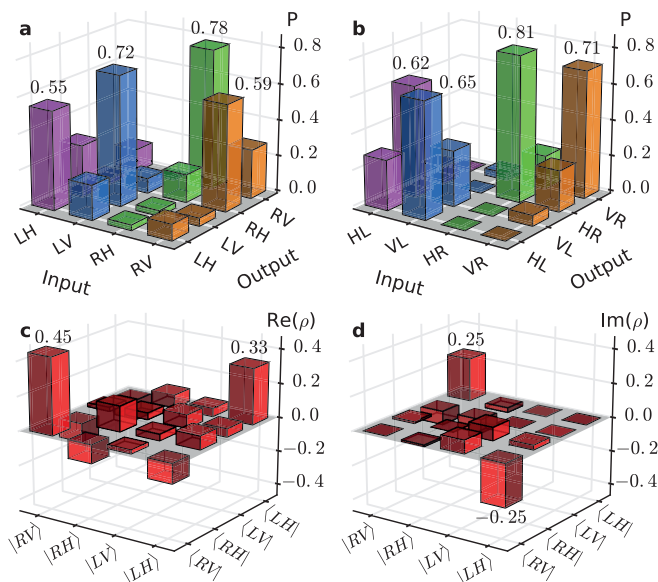 a
0.78
P
0.72
0.8
0.55
0.59
0.6
0.4
0.2
0.0
LH
LV
RH
RV
Input
LH
LV
RH
RV
Output
b
0.81
P
0.71
0.8
0.62
0.65
0.6
0.4
0.2
0.0
HL
VL
HR
VR
Input
HL
VL
HR
VR
Output
c
Re(ρ)
0.45
0.33
0.4
0.2
0.0
−0.2
−0.4
|RV⟩
|RH⟩
|LV⟩
|LH⟩
⟨RV|
⟨RH|
⟨LV|
⟨LH|
d
Im(ρ)
0.25
0.4
0.2
0.0
−0.2
−0.4
−0.25
|RV⟩
|RH⟩
|LV⟩
|LH⟩
⟨RV|
⟨RH|
⟨LV|
⟨LH|